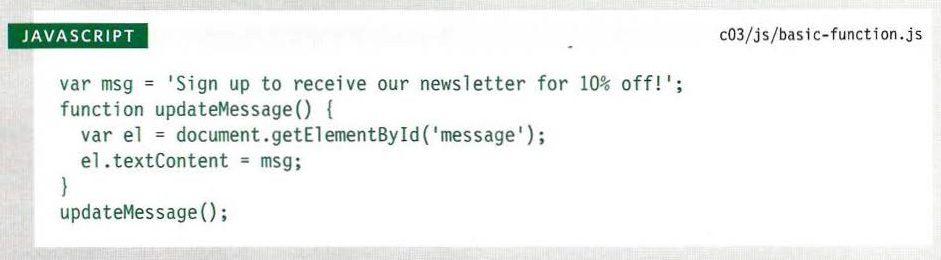 JAVASCRIPT
c03/js/basic-function.js
var msg = 'Sign up to receive our newsletter for 10% off!';
function updateMessage() {
  var el = document.getElementById('message');
  el.textContent = msg;
}
updateMessage();